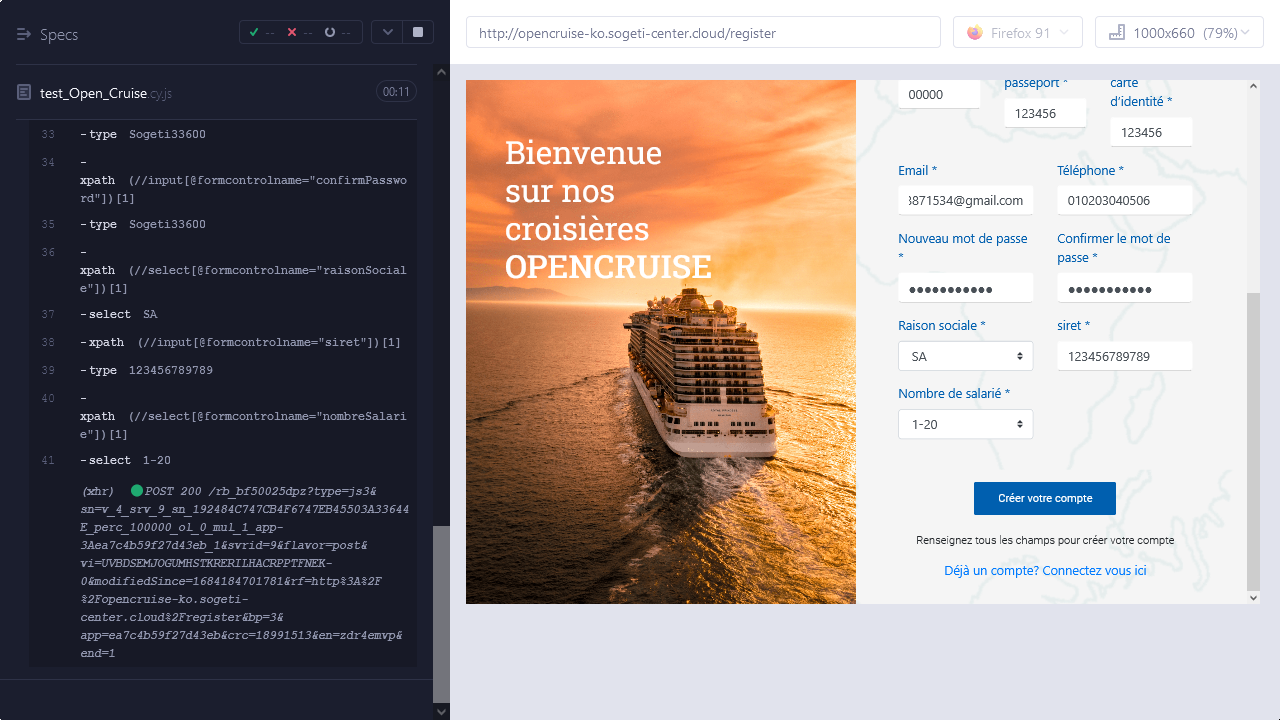 Specs
--
--
--
test_Open_Cruise.cy.js
00:11
33 -type Sogeti33600
34 -
xpath (//input[@formcontrolname="confirmPasswo
rd"])[1]
35 -type Sogeti33600
36 -
xpath (//select[@formcontrolname="raisonSocial
e"])[1]
37 -select SA
38 -xpath (//input[@formcontrolname="siret"])[1]
39 -type 123456789789
40 -
xpath (//select[@formcontrolname="nombreSalari
e"])[1]
41 -select 1-20
(xhr) POST 200 /rb_bf50025dpz?type=js3&
sn=v_4_srv_9_sn_192484C747CB4F6747EB470CD333644
E_perc_100000_ol_0_mul_1_app-
3Aea7c4b59f27d43eb_1&svrid=9&flavor=post&
vi=UVBDSEMJOGUMHSTKRERILHACRPPTFNEK-
0&modifiedSince=1684184701781&rf=http%3A%2F
%2Fopencruise-ko.sogeti-
center.cloud%2Fregister&bp=3&
app=ea7c4b59f27d43eb&crc=18991513&en=zdr4emvp&
end=1
http://opencruise-ko.sogeti-center.cloud/register
Firefox 91
1000x660 (79%)
Bienvenue
sur nos
croisières
OPENCRUISE
passeport *
carte
d'identité *
00000
123456
123456
Email *
Téléphone *
3871534@gmail.com
010203040506
Nouveau mot de passe
*
Confirmer le mot de
passe *
Raison sociale *
siret *
SA
123456789789
Nombre de salarié *
1-20
Créer votre compte
Renseignez tous les champs pour créer votre compte
Déjà un compte? Connectez vous ici